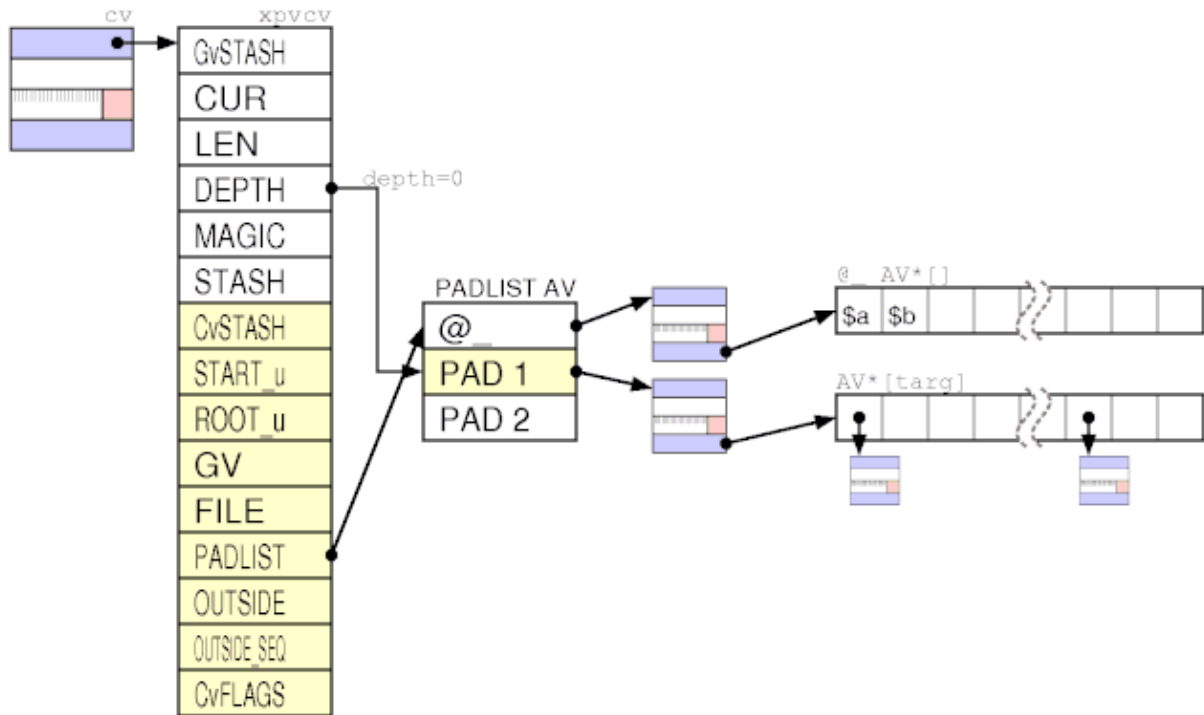 cv
xpvcv
GvSTASH
CUR
LEN
DEPTH
depth=0
MAGIC
STASH
CvSTASH
START_u
ROOT_u
GV
FILE
PADLIST
OUTSIDE
OUTSIDE_SEQ
CvFLAGS
PADLIST AV
@_
PAD 1
PAD 2
@_ AV*[]
$a $b
AV*[targ]